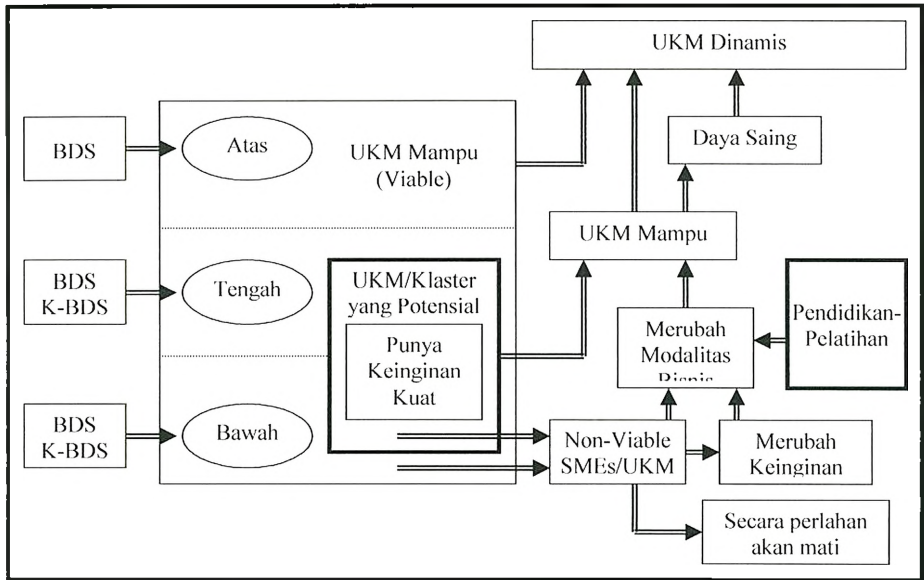 UKM Dinamis
BDS
Atas
UKM Mampu
(Viable)
Daya Saing
UKM Mampu
BDS
K-BDS
Tengah
UKM/Klaster
yang Potensial
Punya
Keinginan
Kuat
Merubah
Modalitas
Bisnis
Pendidikan-
Pelatihan
BDS
K-BDS
Bawah
Non-Viable
SMEs/UKM
Merubah
Keinginan
Secara perlahan
akan mati